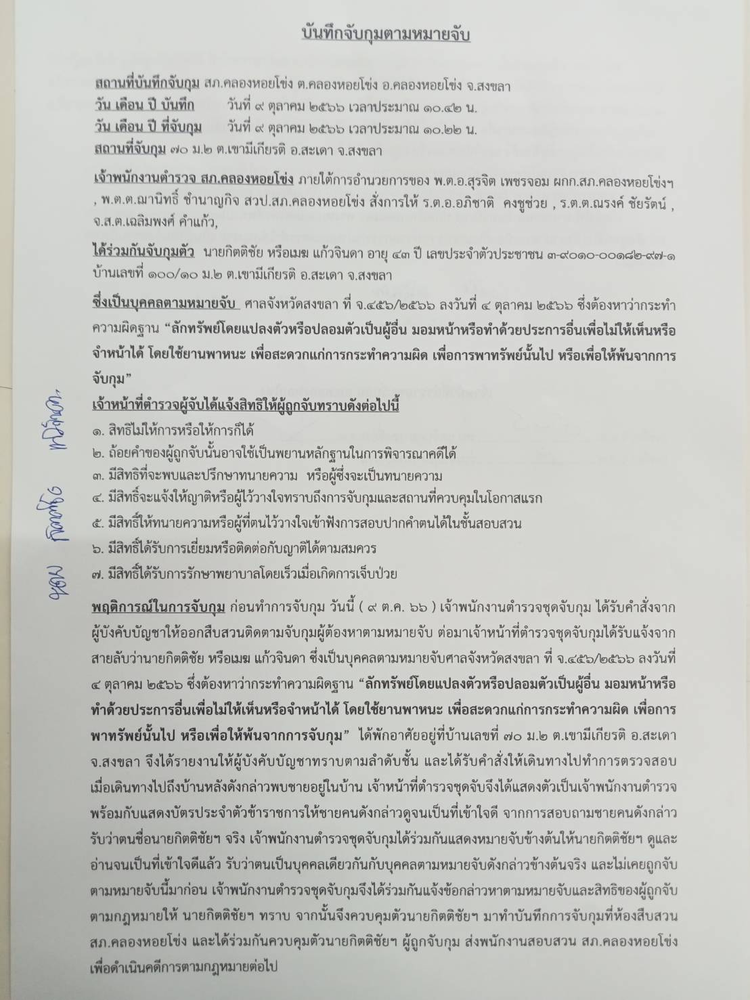 บันทึกจับกุมตามหมายจับ
สถานที่บันทึกจับกุม สภ.คลองหอยโข่ง ต.คลองหอยโข่ง อ.คลองหอยโข่ง จ.สงขลา
วัน เดือน ปี บันทึก วันที่ ๙ ตุลาคม ๒๕๖๖ เวลาประมาณ ๑๐.๔๒ น.
วัน เดือน ปี ที่จับกุม วันที่ ๙ ตุลาคม ๒๕๖๖ เวลาประมาณ ๑๐.๒๒ น.
สถานที่จับกุม ๗๐ ม.๒ ต.เขามีเกียรติ อ.สะเดา จ.สงขลา
เจ้าพนักงานตำรวจ สภ.คลองหอยโข่ง ภายใต้การอำนวยการของ พ.ต.อ.สุรจิต เพชรจอม ผกก.สภ.คลองหอยโข่งฯ
, พ.ต.ต.ฌานิทธิ์ ชำนาญกิจ สวป.สภ.คลองหอยโข่ง สั่งการให้ ร.ต.อ.อภิชาติ คงชูช่วย , ร.ต.ต.ณรงค์ ชัยรัตน์ ,
จ.ส.ต.เฉลิมพงศ์ คำแก้ว,
ได้ร่วมกันจับกุมตัว นายกิตติชัย หรือเมฆ แก้วจินดา อายุ ๔๓ ปี เลขประจำตัวประชาชน ๓-๙๐๑๐-๐๐๑๘๒-๙๗-๑
บ้านเลขที่ ๑๐๐/๑๐ ม.๒ ต.เขามีเกียรติ อ.สะเดา จ.สงขลา
ซึ่งเป็นบุคคลตามหมายจับ ศาลจังหวัดสงขลา ที่ จ.๔๕๖/๒๕๖๖ ลงวันที่ ๔ ตุลาคม ๒๕๖๖ ซึ่งต้องหาว่ากระทำ
ความผิดฐาน “ลักทรัพย์โดยแปลงตัวหรือปลอมตัวเป็นผู้อื่น มอมหน้าหรือทำด้วยประการอื่นเพื่อไม่ให้เห็นหรือ
จำหน้าได้ โดยใช้ยานพาหนะ เพื่อสะดวกแก่การกระทำความผิด เพื่อการพาทรัพย์นั้นไป หรือเพื่อให้พ้นจากการ
จับกุม”
เจ้าหน้าที่ตำรวจผู้จับได้แจ้งสิทธิให้ผู้ถูกจับทราบดังต่อไปนี้
๑. สิทธิไม่ให้การหรือให้การก็ได้
๒. ถ้อยคำของผู้ถูกจับนั้นอาจใช้เป็นพยานหลักฐานในการพิจารณาคดีได้
๓. มีสิทธิที่จะพบและปรึกษาทนายความ หรือผู้ซึ่งจะเป็นทนายความ
๔. มีสิทธิ์จะแจ้งให้ญาติหรือผู้ไว้วางใจทราบถึงการจับกุมและสถานที่ควบคุมในโอกาสแรก
๕. มีสิทธิ์ให้ทนายความหรือผู้ที่ตนไว้วางใจเข้าฟังการสอบปากคำตนได้ในชั้นสอบสวน
๖. มีสิทธิ์ได้รับการเยี่ยมหรือติดต่อกับญาติได้ตามสมควร
๗. มีสิทธิ์ได้รับการรักษาพยาบาลโดยเร็วเมื่อเกิดการเจ็บป่วย
พฤติการณ์ในการจับกุม ก่อนทำการจับกุม วันนี้ ( ๙ ต.ค. ๖๖ ) เจ้าพนักงานตำรวจชุดจับกุม ได้รับคำสั่งจาก
ผู้บังคับบัญชาให้ออกสืบสวนติดตามจับกุมผู้ต้องหาตามหมายจับ ต่อมาเจ้าหน้าที่ตำรวจชุดจับกุมได้รับแจ้งจาก
สายลับว่านายกิตติชัย หรือเมฆ แก้วจินดา ซึ่งเป็นบุคคลตามหมายจับศาลจังหวัดสงขลา ที่ จ.๔๕๖/๒๕๖๖ ลงวันที่
๔ ตุลาคม ๒๕๖๖ ซึ่งต้องหาว่ากระทำความผิดฐาน “ลักทรัพย์โดยแปลงตัวหรือปลอมตัวเป็นผู้อื่น มอมหน้าหรือ
ทำด้วยประการอื่นเพื่อไม่ให้เห็นหรือจำหน้าได้ โดยใช้ยานพาหนะ เพื่อสะดวกแก่การกระทำความผิด เพื่อการ
พาทรัพย์นั้นไป หรือเพื่อให้พ้นจากการจับกุม” ได้พักอาศัยอยู่ที่บ้านเลขที่ ๗๐ ม.๒ ต.เขามีเกียรติ อ.สะเดา
จ.สงขลา จึงได้รายงานให้ผู้บังคับบัญชาทราบตามลำดับชั้น และได้รับคำสั่งให้เดินทางไปทำการตรวจสอบ
เมื่อเดินทางไปถึงบ้านหลังดังกล่าวพบชายอยู่ในบ้าน เจ้าหน้าที่ตำรวจชุดจับจึงได้แสดงตัวเป็นเจ้าพนักงานตำรวจ
พร้อมกับแสดงบัตรประจำตัวข้าราชการให้ชายคนดังกล่าวดูจนเป็นที่เข้าใจดี จากการสอบถามชายคนดังกล่าว
รับว่าตนชื่อนายกิตติชัยฯ จริง เจ้าพนักงานตำรวจชุดจับกุมได้ร่วมกันแสดงหมายจับข้างต้นให้นายกิตติชัยฯ ดูและ
อ่านจนเป็นที่เข้าใจดีแล้ว รับว่าตนเป็นบุคคลเดียวกันกับบุคคลตามหมายจับดังกล่าวข้างต้นจริง และไม่เคยถูกจับ
ตามหมายจับนี้มาก่อน เจ้าพนักงานตำรวจชุดจับกุมจึงได้ร่วมกันแจ้งข้อกล่าวหาตามหมายจับและสิทธิของผู้ถูกจับ
ตามกฎหมายให้ นายกิตติชัยฯ ทราบ จากนั้นจึงควบคุมตัวนายกิตติชัยฯ มาทำบันทึกการจับกุมที่ห้องสืบสวน
สภ.คลองหอยโข่ง และได้ร่วมกันควบคุมตัวนายกิตติชัยฯ ผู้ถูกจับกุม ส่งพนักงานสอบสวน สภ.คลองหอยโข่ง
เพื่อดำเนินคดีการตามกฎหมายต่อไป